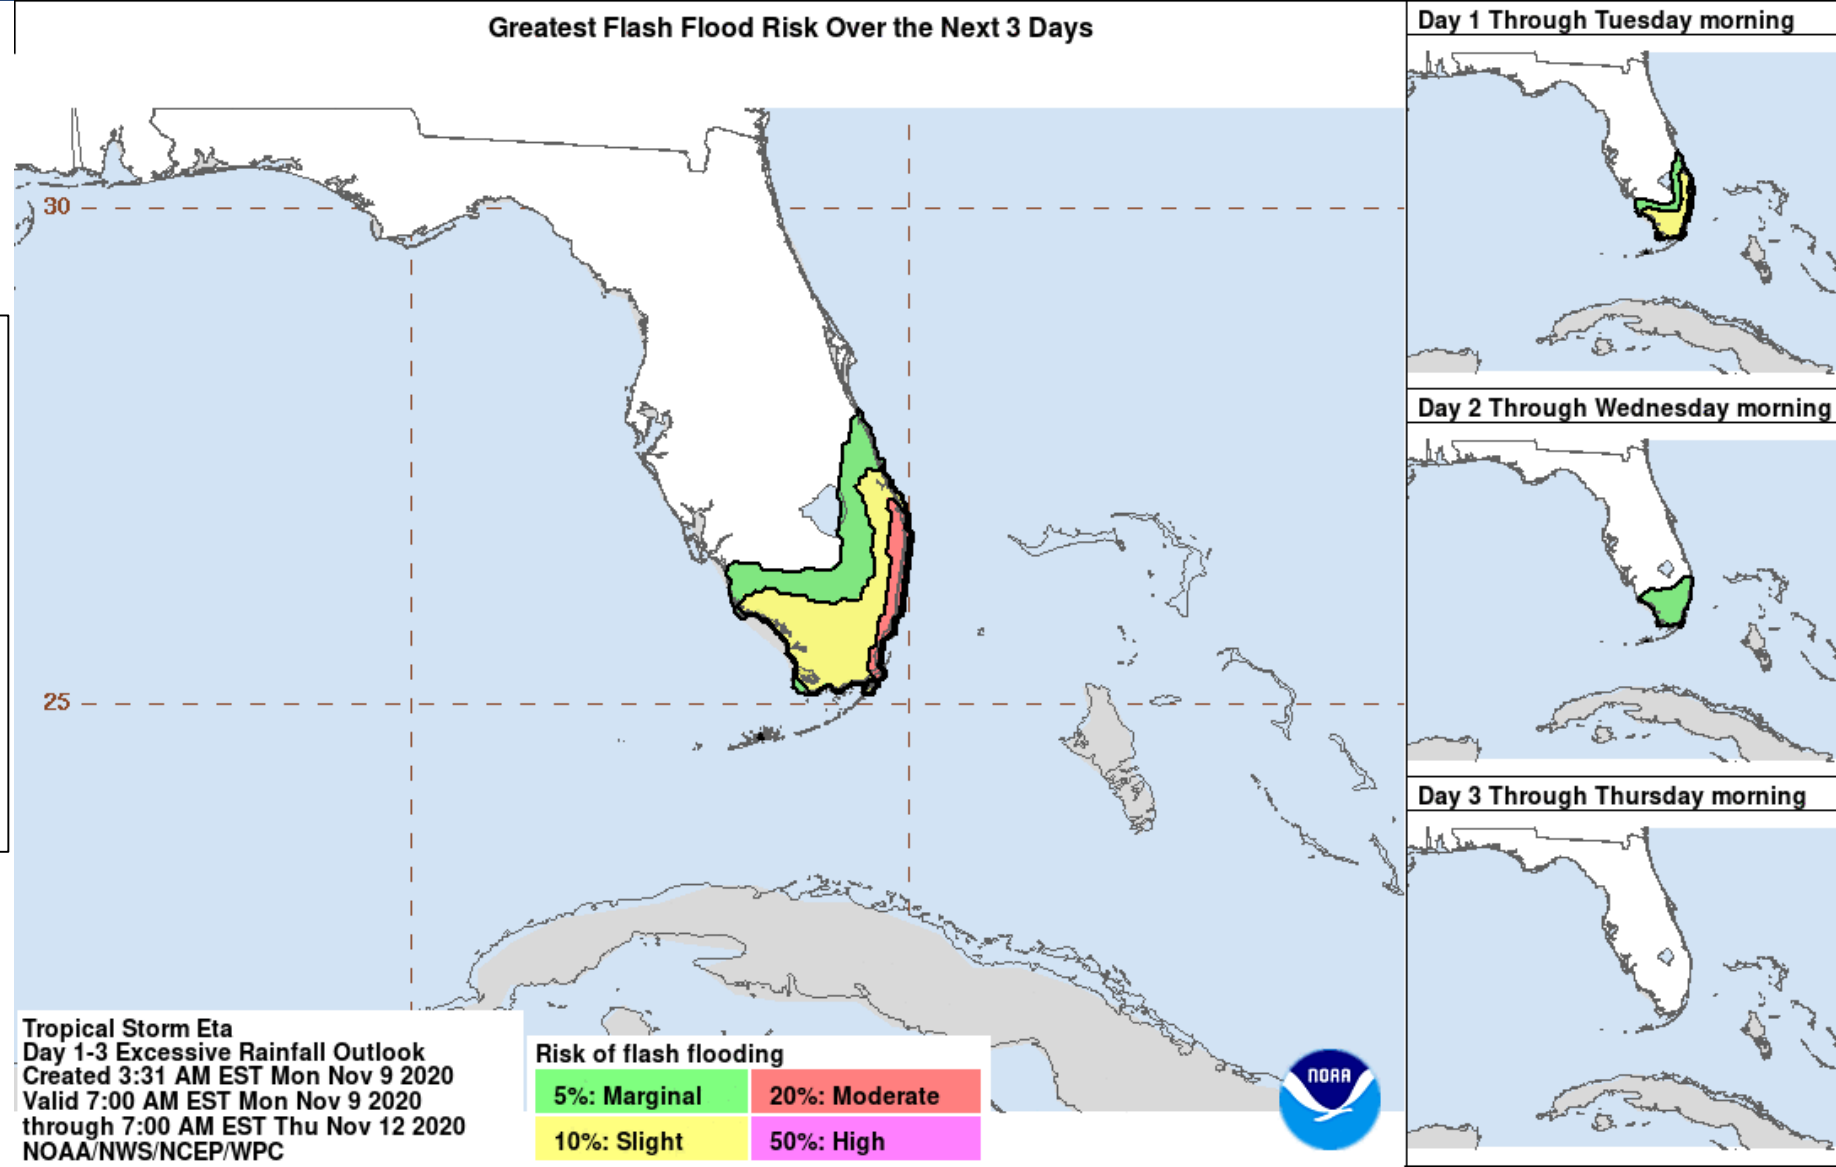 Greatest Flash Flood Risk Over the Next 3 Days
30
25
Tropical Storm Eta
Day 1-3 Excessive Rainfall Outlook
Created 3:31 AM EST Mon Nov 9 2020
Valid 7:00 AM EST Mon Nov 9 2020
through 7:00 AM EST Thu Nov 12 2020
NOAA/NWS/NCEP/WPC
Risk of flash flooding
5%: Marginal
20%: Moderate
10%: Slight
50%: High
NOAA
Day 1 Through Tuesday morning
Day 2 Through Wednesday morning
Day 3 Through Thursday morning